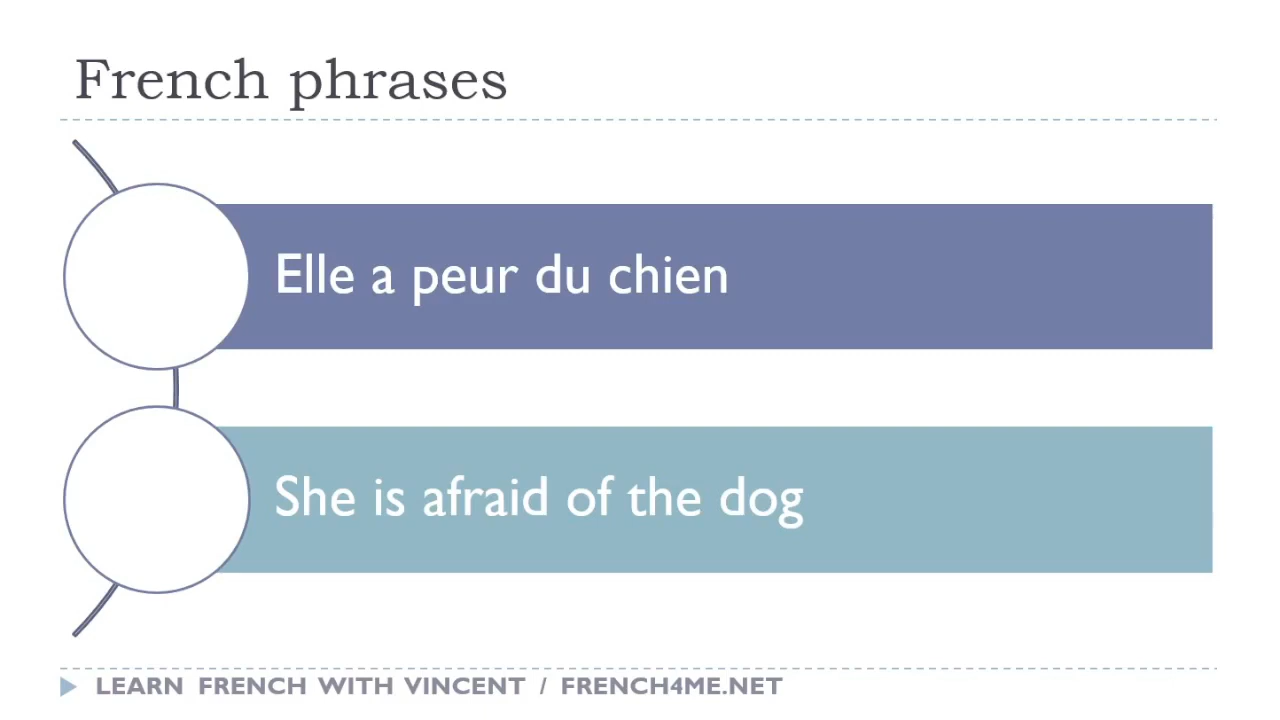 French phrases
Elle a peur du chien
She is afraid of the dog
LEARN FRENCH WITH VINCENT / FRENCH4ME.NET